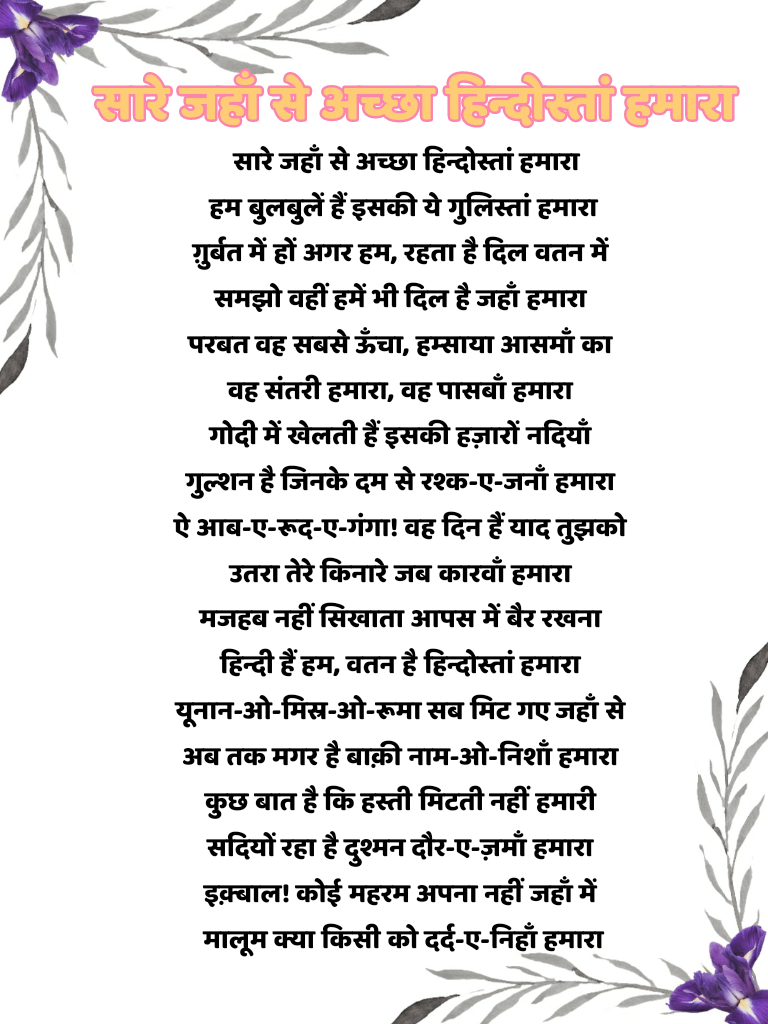 सारे जहाँ से अच्छा हिन्दोस्तां हमारा
सारे जहाँ से अच्छा हिन्दोस्तां हमारा
हम बुलबुलें हैं इसकी ये गुलिस्तां हमारा
ग़ुर्बत में हों अगर हम, रहता है दिल वतन में
समझो वहीं हमें भी दिल है जहाँ हमारा
परबत वह सबसे ऊँचा, हम्साया आसमाँ का
वह संतरी हमारा, वह पासबाँ हमारा
गोदी में खेलती हैं इसकी हज़ारों नदियाँ
गुल्शन है जिनके दम से रश्क-ए-जनाँ हमारा
ऐ आब-ए-रूद-ए-गंगा! वह दिन हैं याद तुझको
उतरा तेरे किनारे जब कारवाँ हमारा
मजहब नहीं सिखाता आपस में बैर रखना
हिन्दी हैं हम, वतन है हिन्दोस्तां हमारा
यूनान-ओ-मिस्र-ओ-रूमा सब मिट गए जहाँ से
अब तक मगर है बाक़ी नाम-ओ-निशाँ हमारा
कुछ बात है कि हस्ती मिटती नहीं हमारी
सदियों रहा है दुश्मन दौर-ए-ज़माँ हमारा
इक़्बाल! कोई महरम अपना नहीं जहाँ में
मालूम क्या किसी को दर्द-ए-निहाँ हमारा